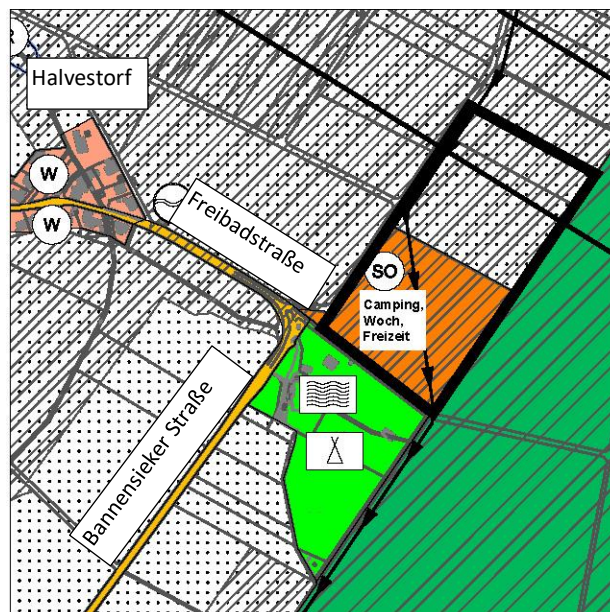 Halvestorf
W
W
Freibadstraße
SO
Camping,
Woch,
Freizeit
Bannensieker Straße